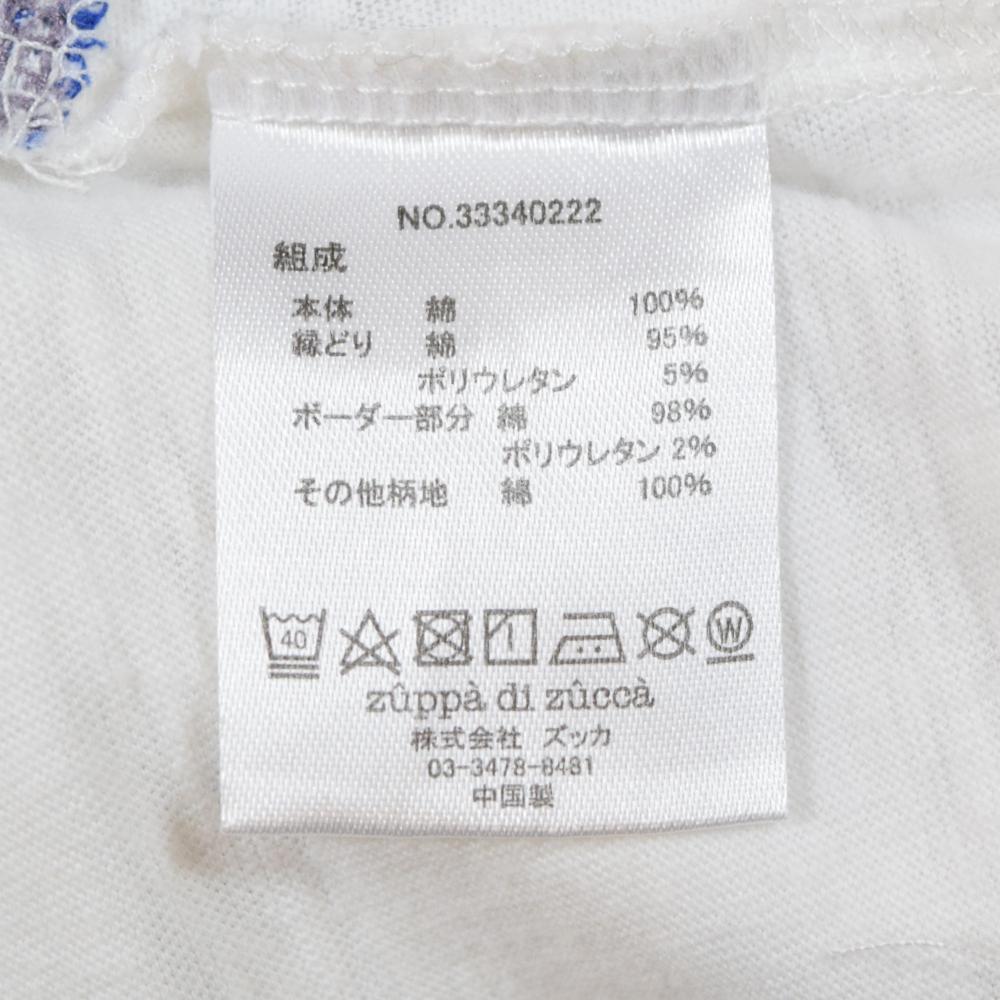 NO.33340222
組成
本体 綿 100%
縁どり 綿 95%
ポリウレタン 5%
ボーダー部分 綿 98%
ポリウレタン 2%
その他柄地 綿 100%
40 W
zûppà di zûccà
株式会社 ズッカ
03-3478-8481
中国製